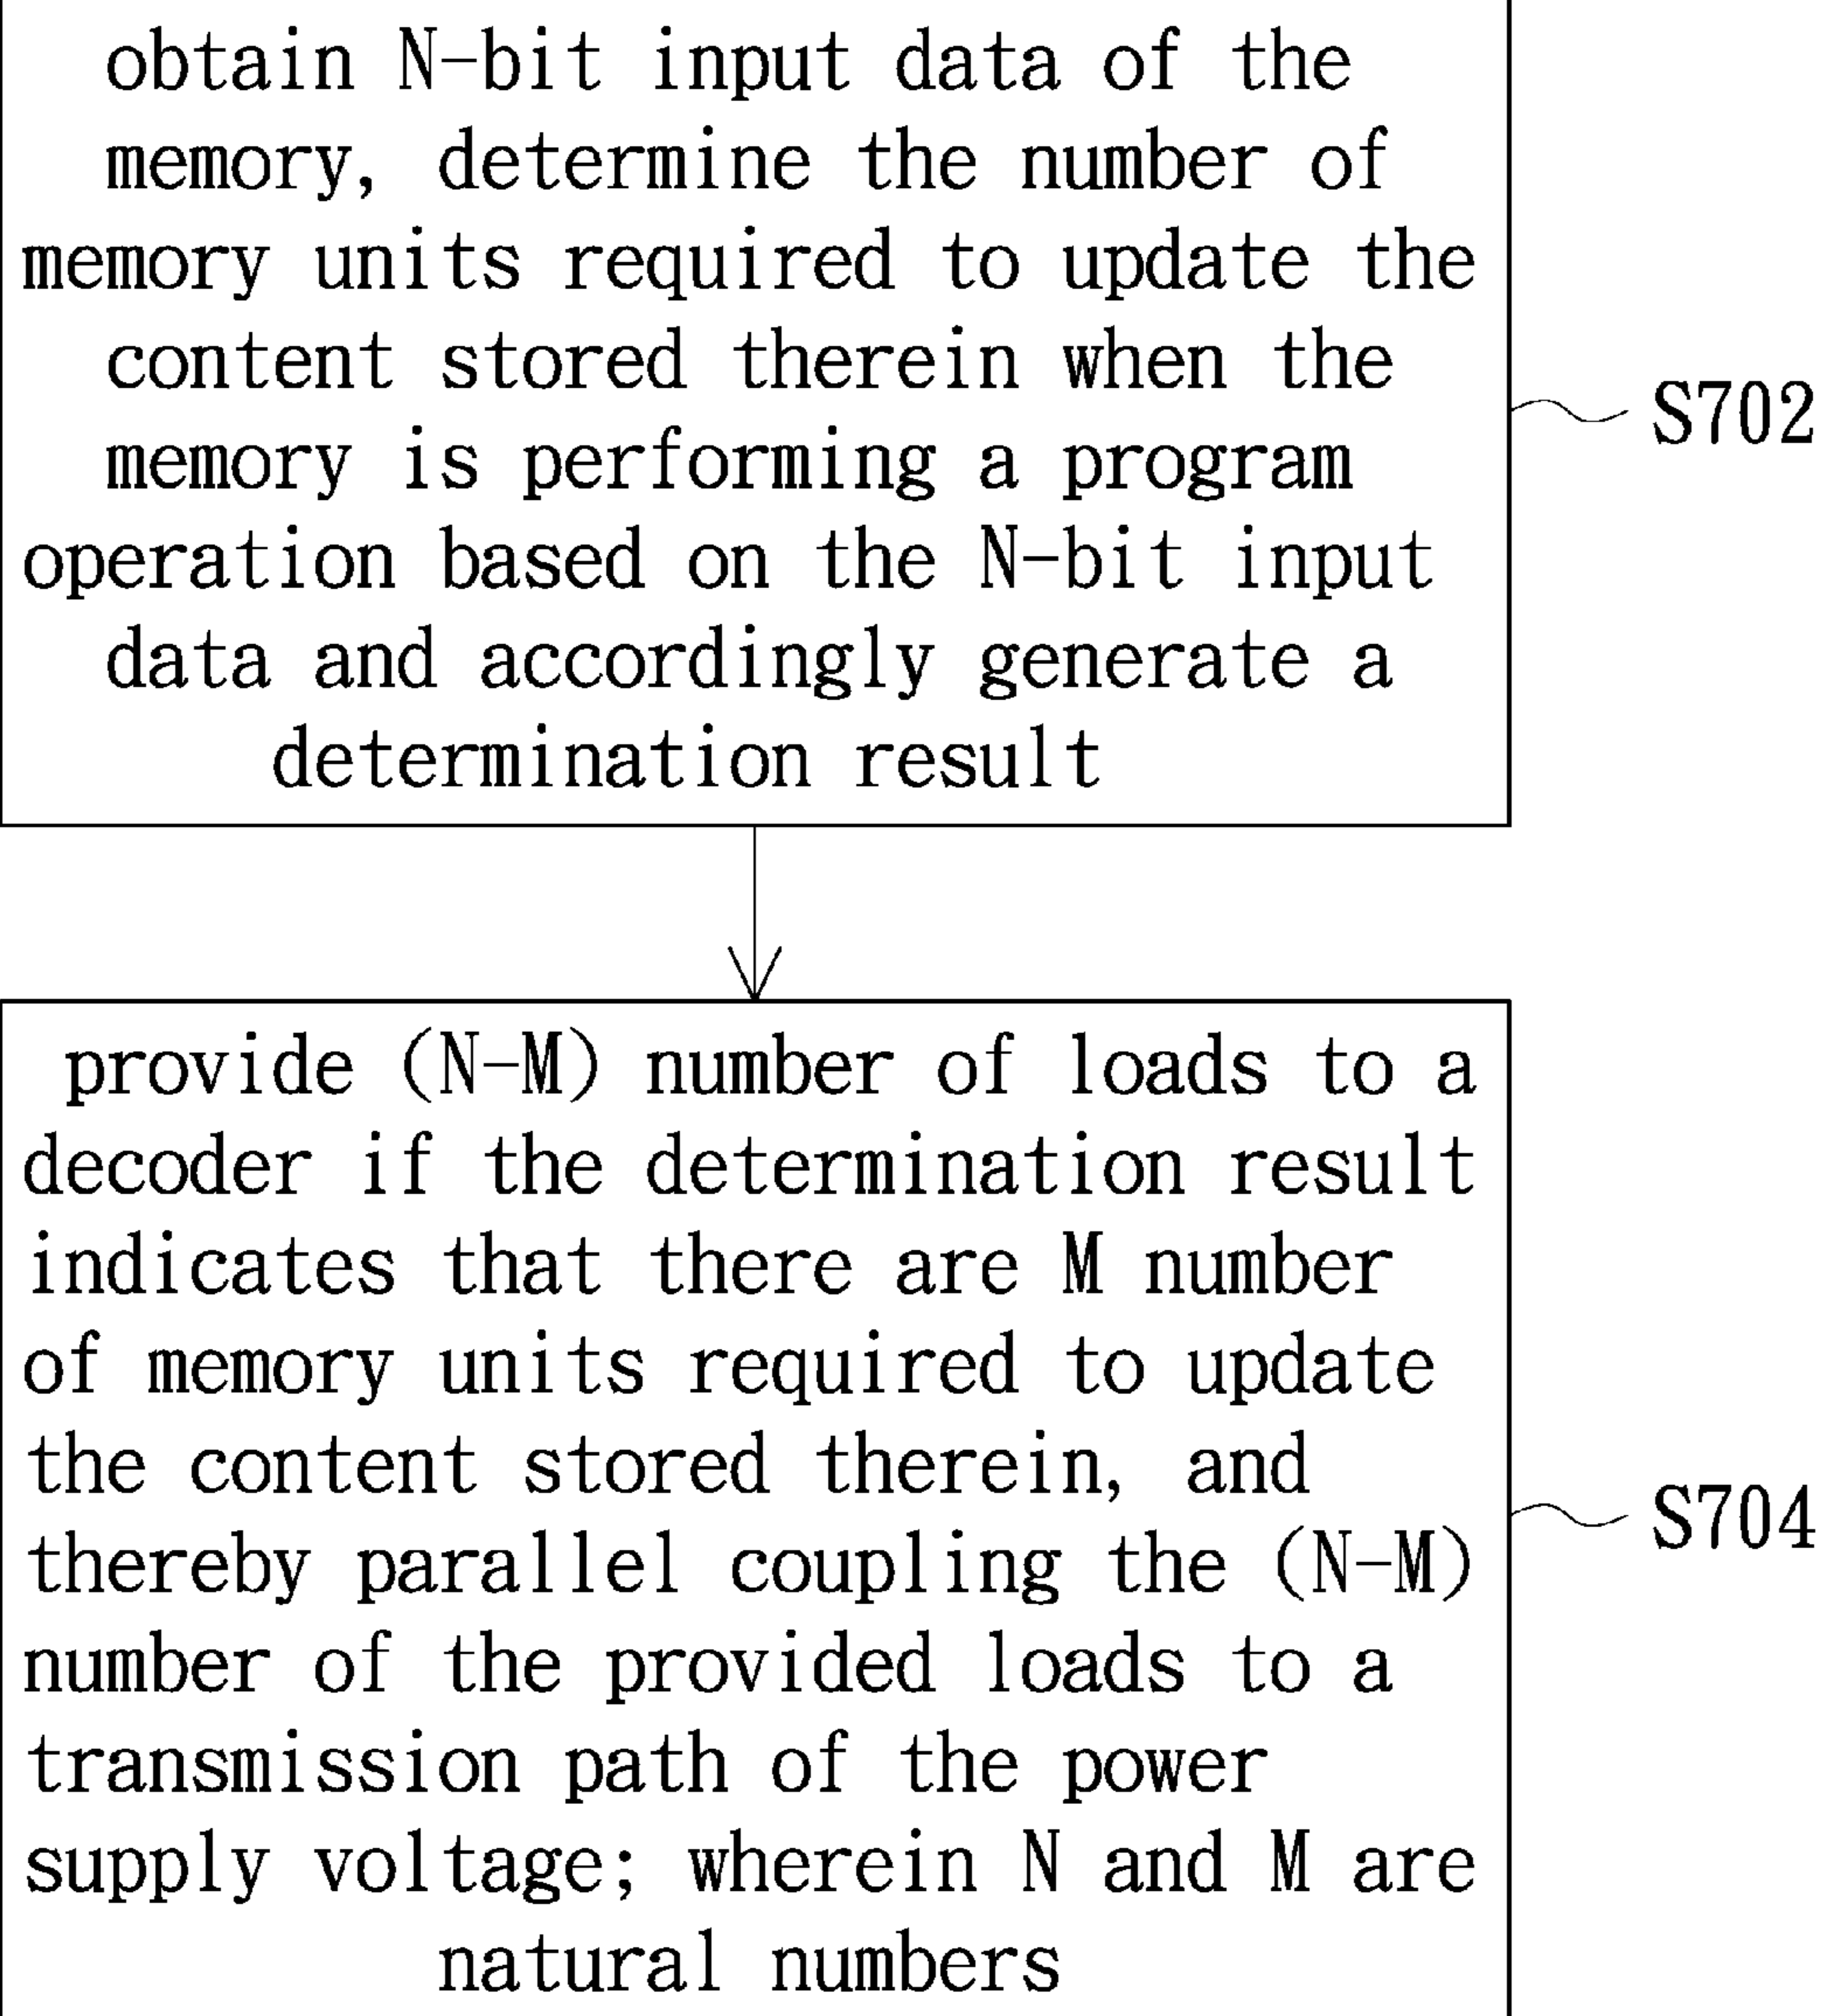 obtain N-bit input data of the
memory, determine the number of
memory units required to update the
content stored therein when the
memory is performing a program
operation based on the N-bit input
data and accordingly generate a
determination result
S702
provide (N-M) number of loads to a
decoder if the determination result
indicates that there are M number
of memory units required to update
the content stored therein, and
thereby parallel coupling the (N-M)
number of the provided loads to a
transmission path of the power
supply voltage; wherein N and M are
natural numbers
S704